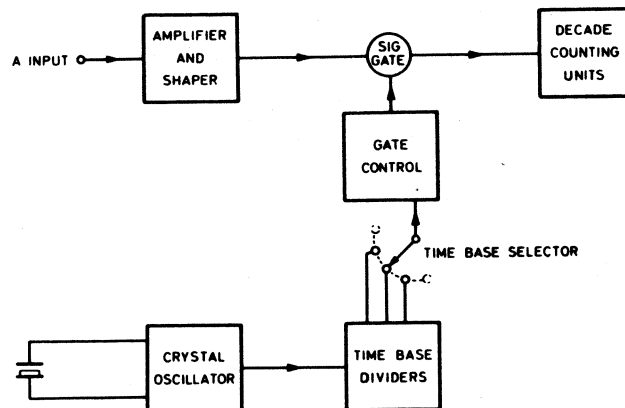 A INPUT
AMPLIFIER
AND
SHAPER
SIG
GATE
DECADE
COUNTING
UNITS
GATE
CONTROL
TIME BASE SELECTOR
CRYSTAL
OSCILLATOR
TIME BASE
DIVIDERS